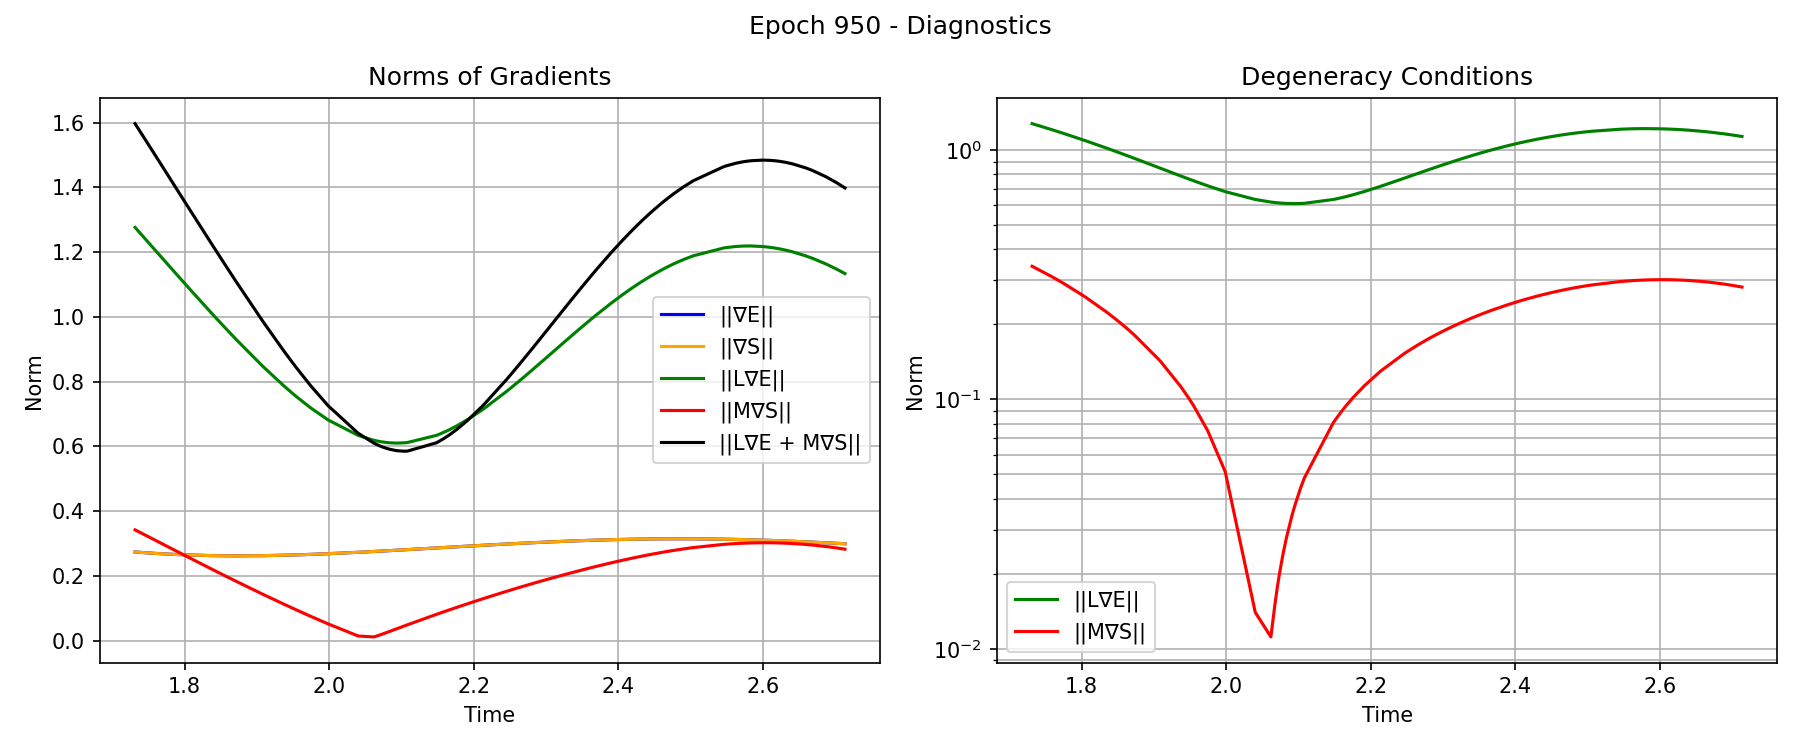 Epoch 950 - Diagnostics
Norms of Gradients
1.6
1.4
1.2
1.0
0.8
0.6
0.4
0.2
0.0
Norm
1.8
2.0
2.2
2.4
2.6
Time
||∇E||
||∇S||
||L∇E||
||M∇S||
||L∇E + M∇S||
Degeneracy Conditions
10⁰
10⁻¹
10⁻²
Norm
1.8
2.0
2.2
2.4
2.6
Time
||L∇E||
||M∇S||